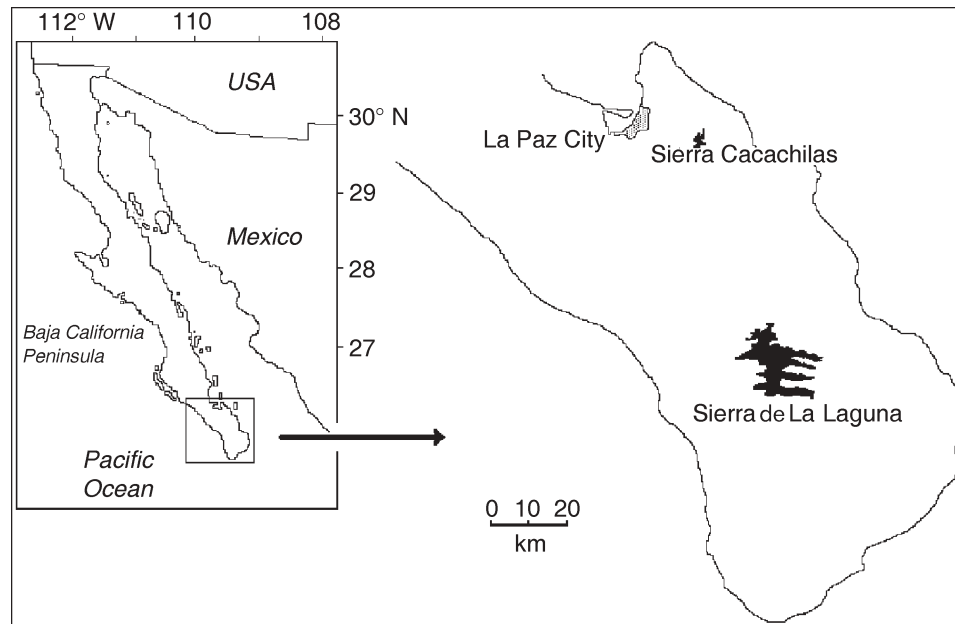 112° W 110 108
USA
30° N
29
Mexico
28
Baja California
Peninsula
27
Pacific
Ocean
La Paz City
Sierra Cacachilas
Sierra de La Laguna
0 10 20
km